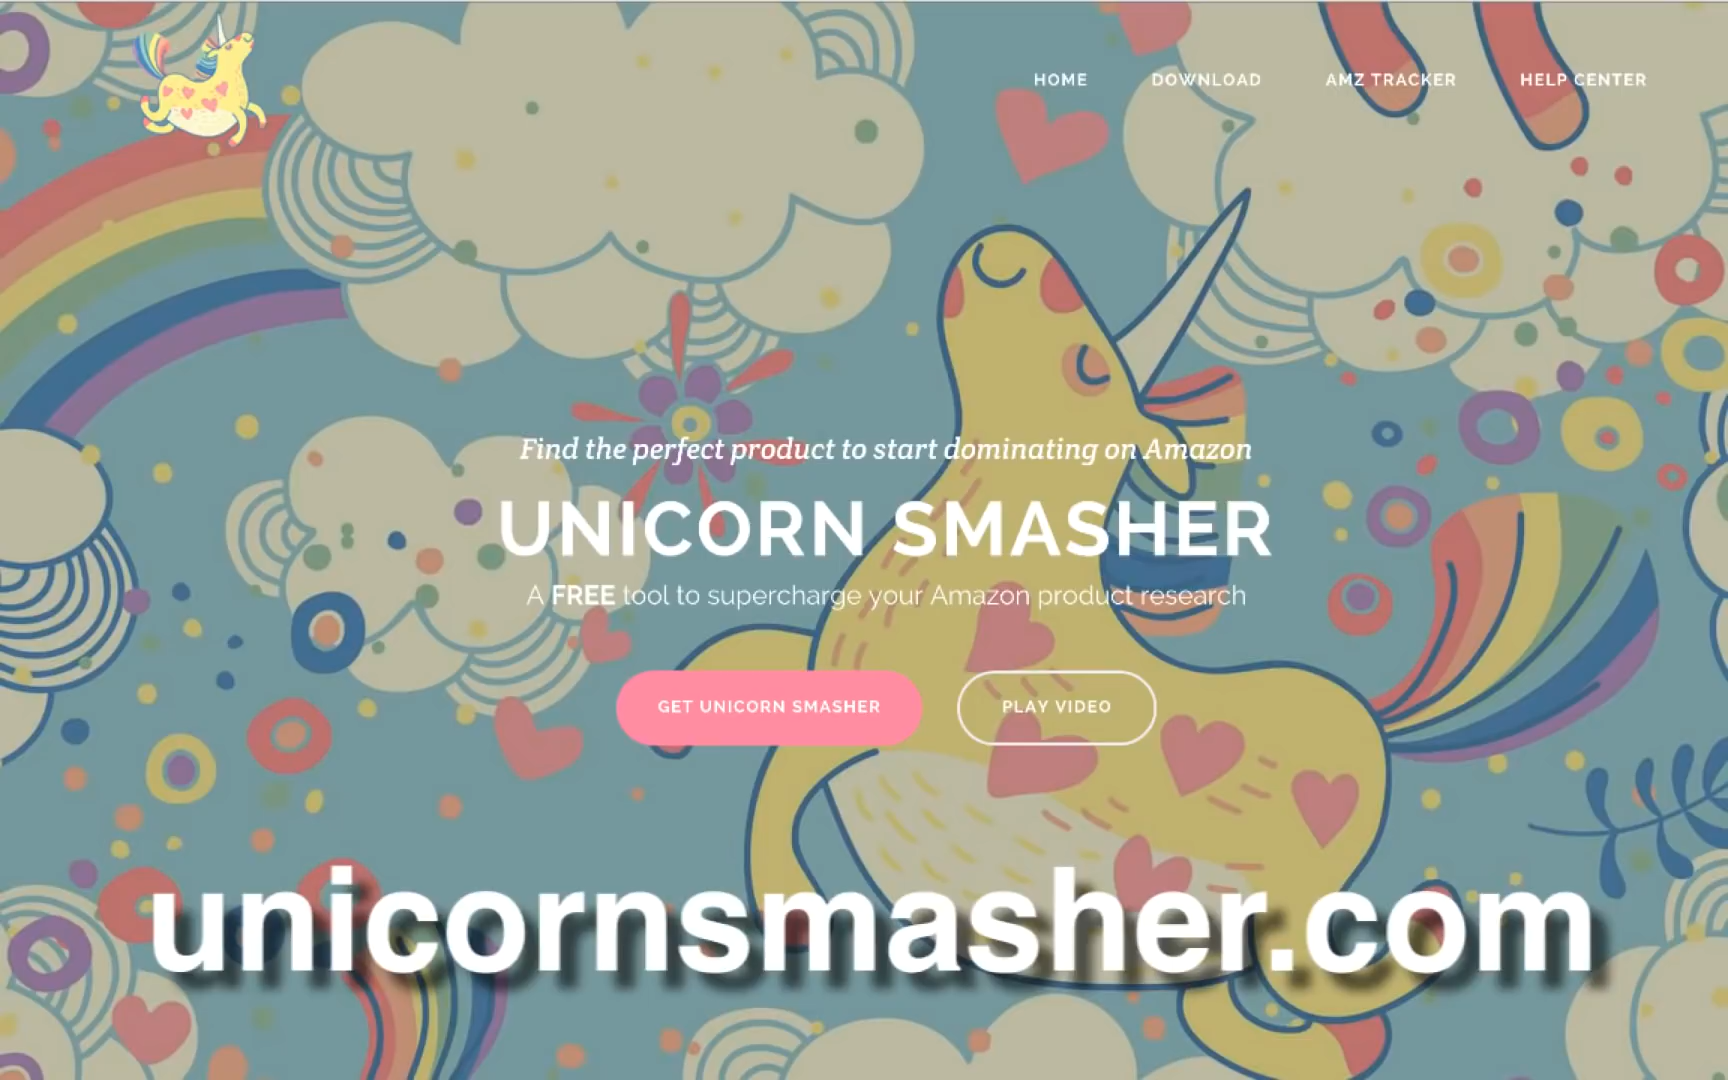 HOME DOWNLOAD AMZ TRACKER HELP CENTER
Find the perfect product to start dominating on Amazon
UNICORN SMASHER
A FREE tool to supercharge your Amazon product research
GET UNICORN SMASHER PLAY VIDEO
unicornsmasher.com